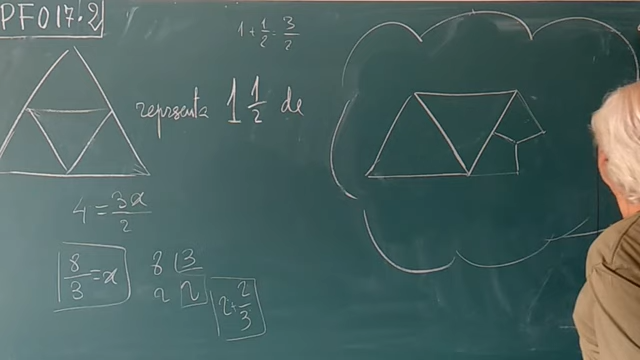 PF017.2
1 + 1/2 = 3/2
representa 1 1/2 de
4 = 3x/2
8/3 = x
8 3
2 2
2 + 2/3